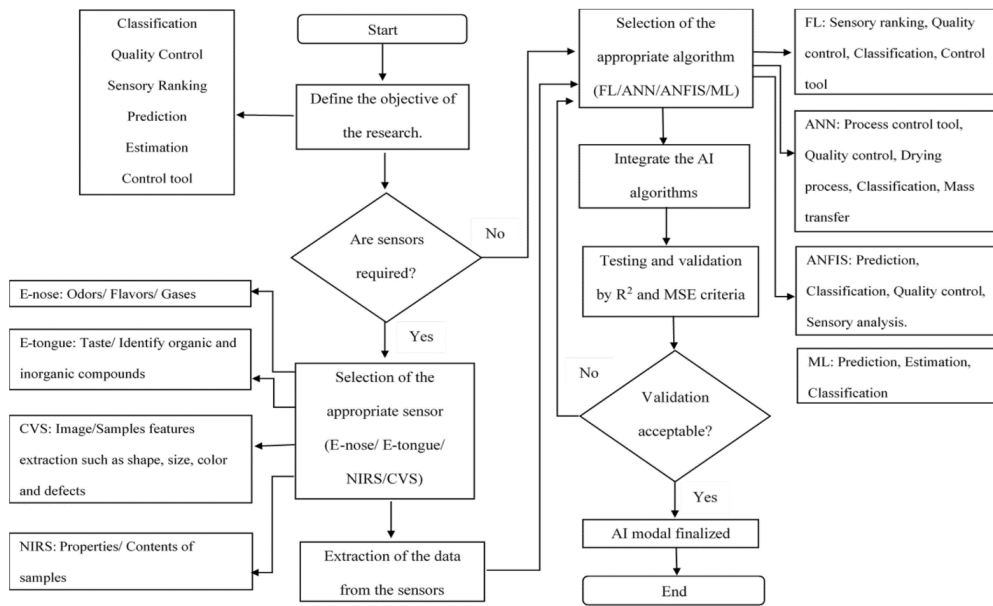 Classification
Quality Control
Sensory Ranking
Prediction
Estimation
Control tool
Start
Define the objective of
the research.
Are sensors
required?
No
Yes
E-nose: Odors/ Flavors/ Gases
E-tongue: Taste/ Identify organic and
inorganic compounds
CVS: Image/Samples features
extraction such as shape, size, color
and defects
NIRS: Properties/ Contents of
samples
Selection of the
appropriate sensor
(E-nose/ E-tongue/
NIRS/CVS)
Extraction of the data
from the sensors
Selection of the
appropriate algorithm
(FL/ANN/ANFIS/ML)
Integrate the AI
algorithms
Testing and validation
by R² and MSE criteria
No
Validation
acceptable?
Yes
AI modal finalized
End
FL: Sensory ranking, Quality
control, Classification, Control
tool
ANN: Process control tool,
Quality control, Drying
process, Classification, Mass
transfer
ANFIS: Prediction,
Classification, Quality control,
Sensory analysis.
ML: Prediction, Estimation,
Classification